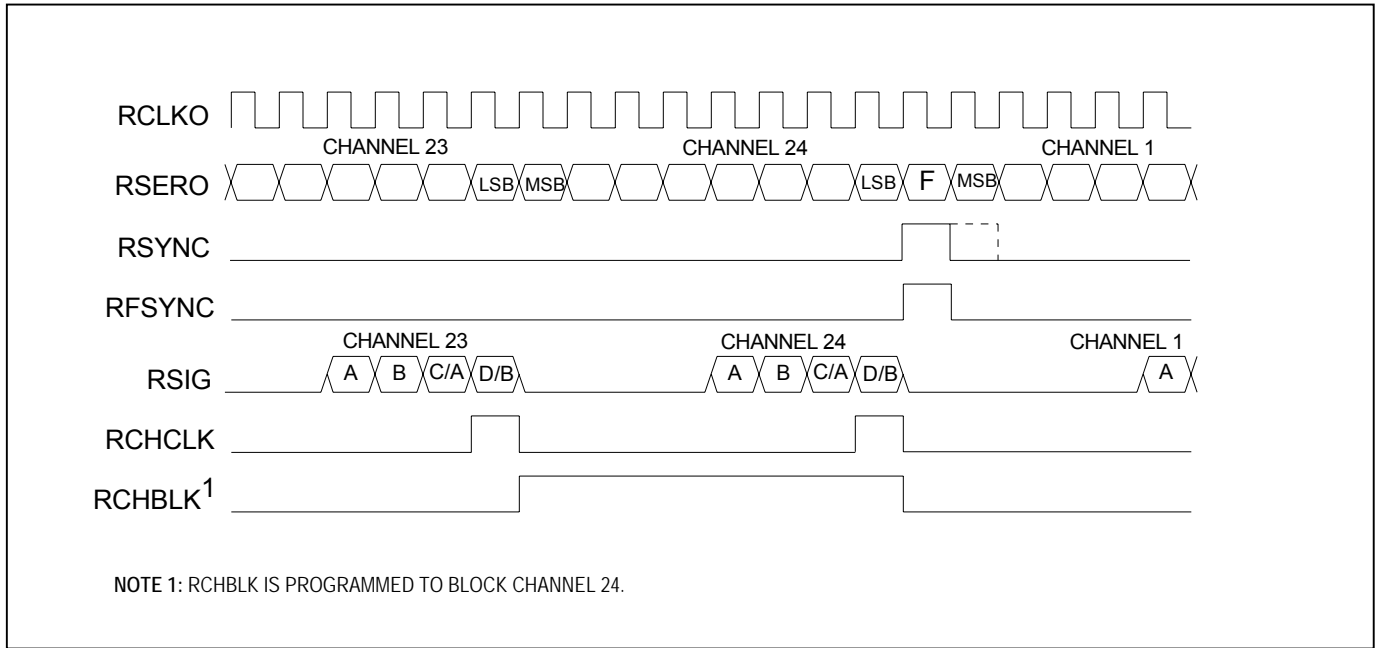 RCLKO
CHANNEL 23 CHANNEL 24 CHANNEL 1
RSERO LSB MSB LSB F MSB
RSYNC
RFSYNC
CHANNEL 23 CHANNEL 24 CHANNEL 1
RSIG A B C/A D/B A B C/A D/B A
RCHCLK
RCHBLK1
NOTE 1: RCHBLK IS PROGRAMMED TO BLOCK CHANNEL 24.